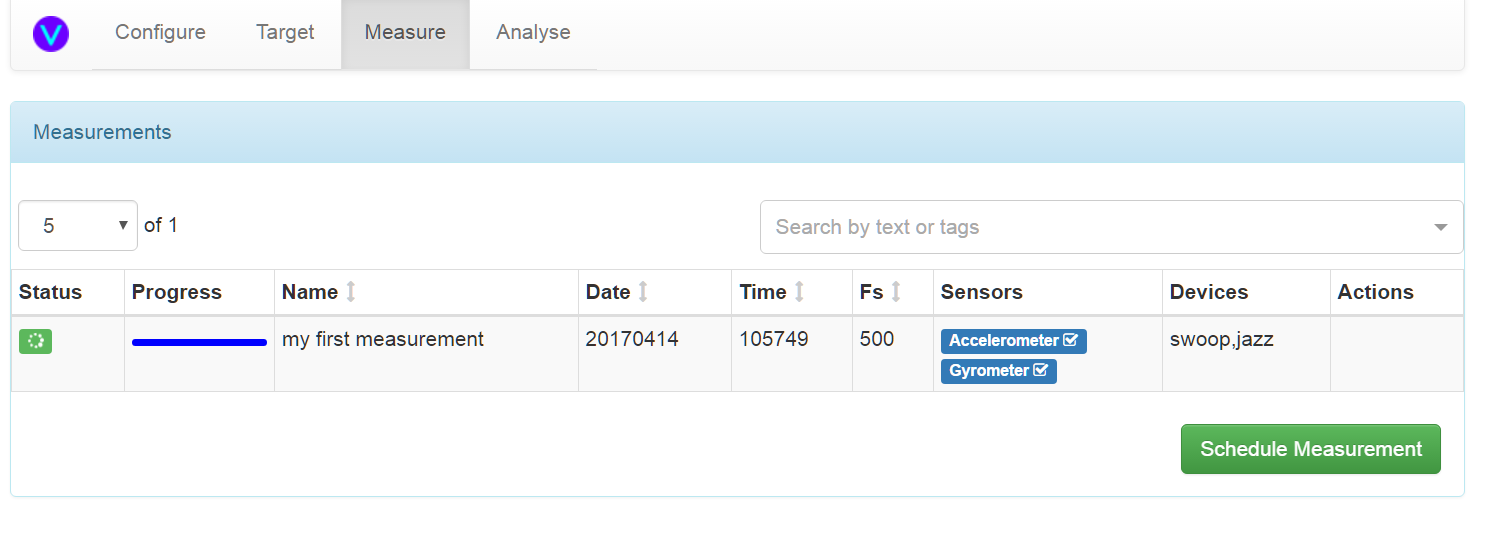 V Configure Target Measure Analyse
Measurements
5 of 1 Search by text or tags
Status Progress Name Date Time Fs Sensors Devices Actions
my first measurement 20170414 105749 500 Accelerometer swoop,jazz
Gyrometer
Schedule Measurement